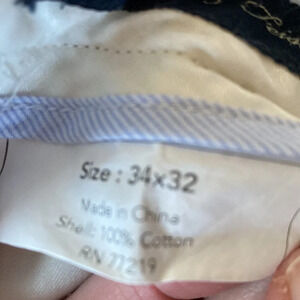 Size : 34x32
Made in China
Shell: 100% Cotton
RN 77219